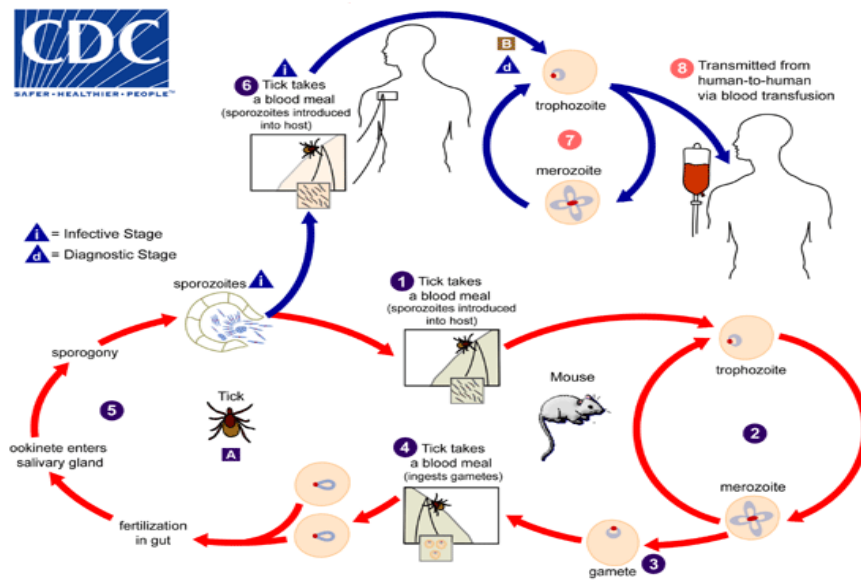 CDC
SAFER • HEALTHIER • PEOPLE™
i
6 Tick takes
a blood meal
(sporozoites introduced
into host)
B
d
trophozoite
8 Transmitted from
human-to-human
via blood transfusion
7
merozoite
i = Infective Stage
d = Diagnostic Stage
sporozoites i
1 Tick takes
a blood meal
(sporozoites introduced
into host)
sporogony
trophozoite
5
Tick
A
Mouse
2
ookinete enters
salivary gland
4 Tick takes
a blood meal
(ingests gametes)
merozoite
fertilization
in gut
gamete 3